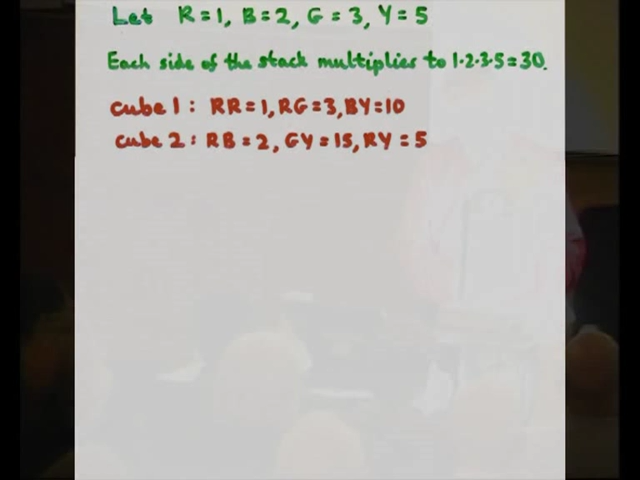 Let R = 1, B = 2, G = 3, Y = 5
Each side of the stack multiplies to 1·2·3·5 = 30.
cube 1 : RR = 1, RG = 3, BY = 10
cube 2 : RB = 2, GY = 15, RY = 5